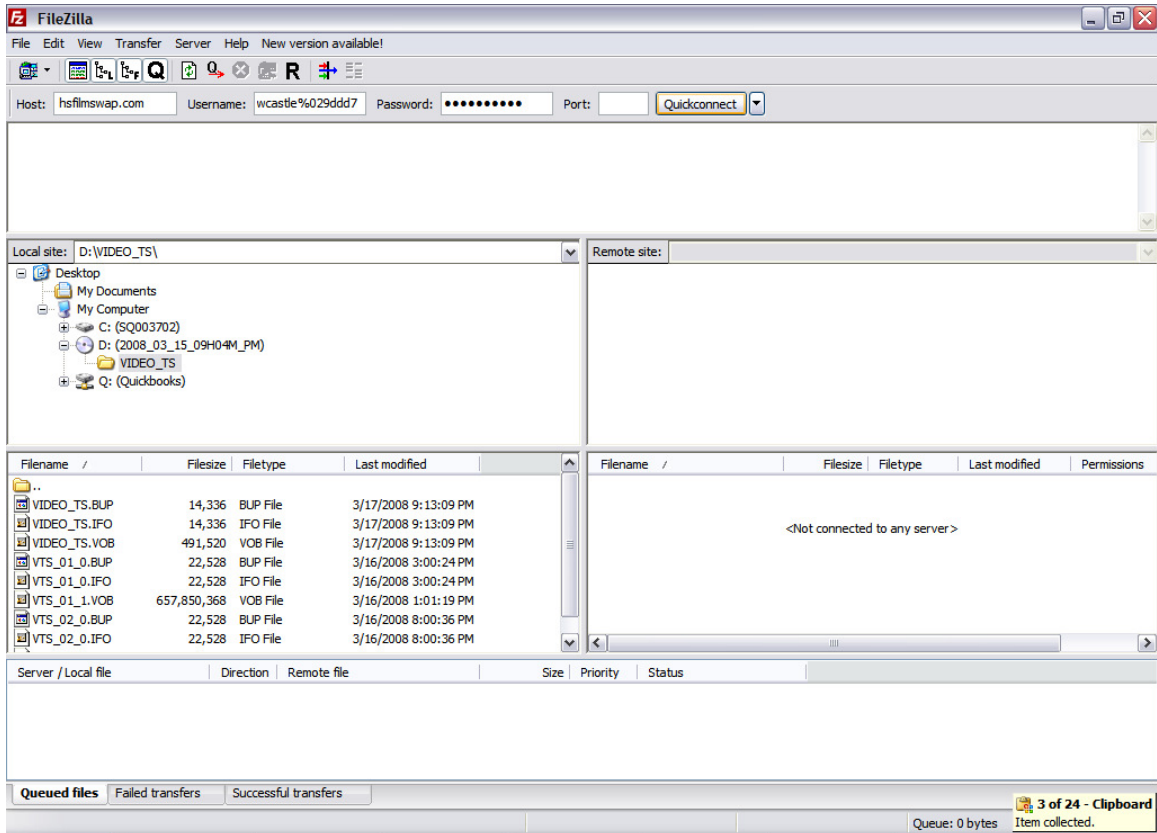 FileZilla
File Edit View Transfer Server Help New version available!
Host: hsfilmswap.com Username: wcastle%029ddd7 Password: ●●●●●●●●●● Port: Quickconnect
Local site: D:\VIDEO_TS\
Desktop
My Documents
My Computer
C: (SQ003702)
D: (2008_03_15_09H04M_PM)
VIDEO_TS
Q: (Quickbooks)
Remote site:
Filename / Filesize Filetype Last modified
..
VIDEO_TS.BUP 14,336 BUP File 3/17/2008 9:13:09 PM
VIDEO_TS.IFO 14,336 IFO File 3/17/2008 9:13:09 PM
VIDEO_TS.VOB 491,520 VOB File 3/17/2008 9:13:09 PM
VTS_01_0.BUP 22,528 BUP File 3/16/2008 3:00:24 PM
VTS_01_0.IFO 22,528 IFO File 3/16/2008 3:00:24 PM
VTS_01_1.VOB 657,850,368 VOB File 3/16/2008 1:01:19 PM
VTS_02_0.BUP 22,528 BUP File 3/16/2008 8:00:36 PM
VTS_02_0.IFO 22,528 IFO File 3/16/2008 8:00:36 PM
Filename / Filesize Filetype Last modified Permissions
<Not connected to any server>
Server / Local file Direction Remote file Size Priority Status
Queued files Failed transfers Successful transfers
Queue: 0 bytes
3 of 24 - Clipboard
Item collected.